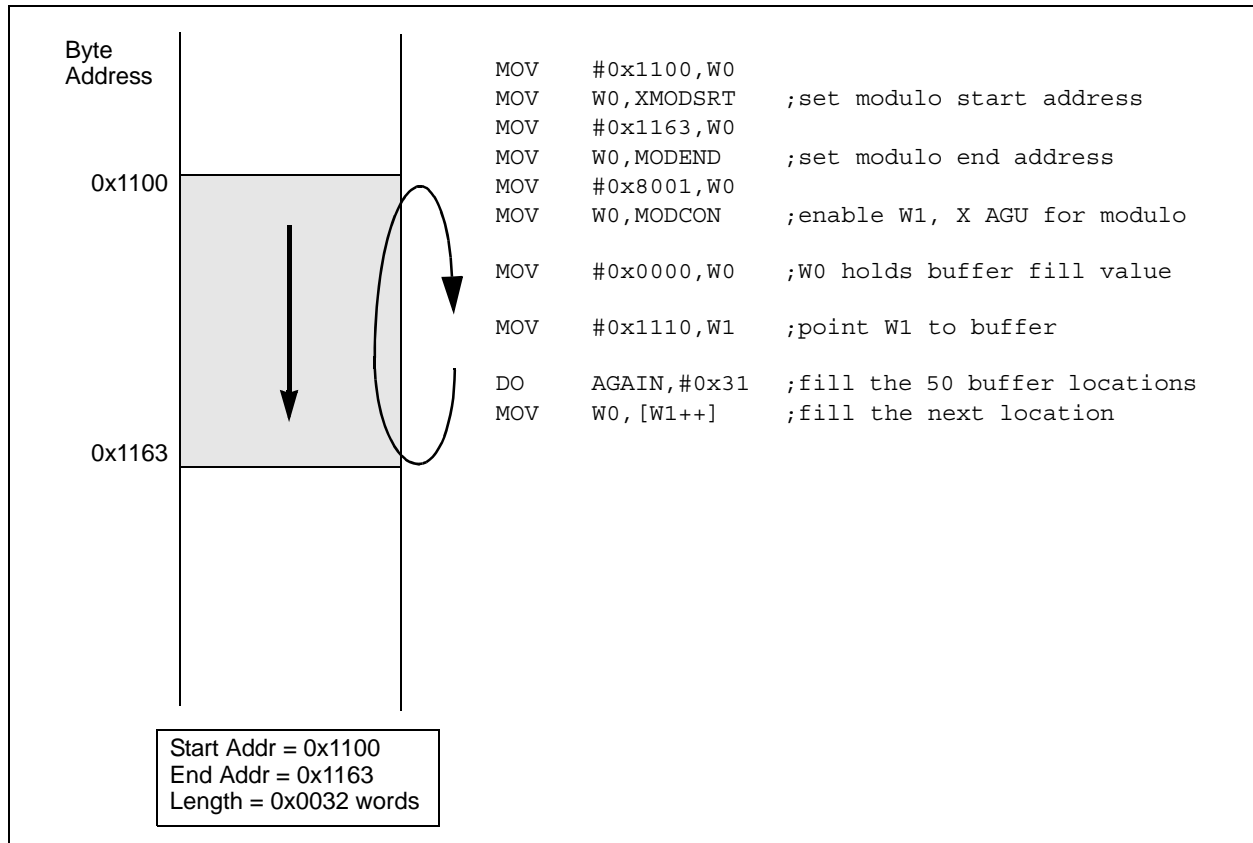 Byte
Address
0x1100
0x1163
MOV #0x1100,W0
MOV W0,XMODSRT ;set modulo start address
MOV #0x1163,W0
MOV W0,MODEND ;set modulo end address
MOV #0x8001,W0
MOV W0,MODCON ;enable W1, X AGU for modulo
MOV #0x0000,W0 ;W0 holds buffer fill value
MOV #0x1110,W1 ;point W1 to buffer
DO AGAIN,#0x31 ;fill the 50 buffer locations
MOV W0,[W1++] ;fill the next location
Start Addr = 0x1100
End Addr = 0x1163
Length = 0x0032 words